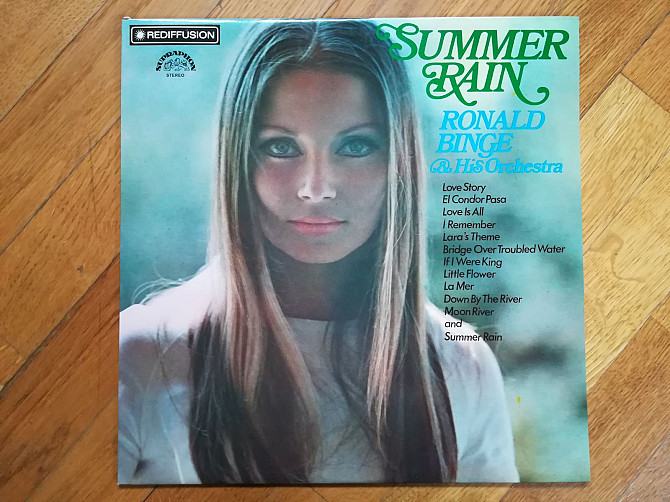 REDIFFUSION
SUPRAPHON
STEREO
SUMMER
RAIN
RONALD
BINGE
& His Orchestra
Love Story
El Condor Pasa
Love Is All
I Remember
Lara's Theme
Bridge Over Troubled Water
If I Were King
Little Flower
La Mer
Down By The River
Moon River
and
Summer Rain